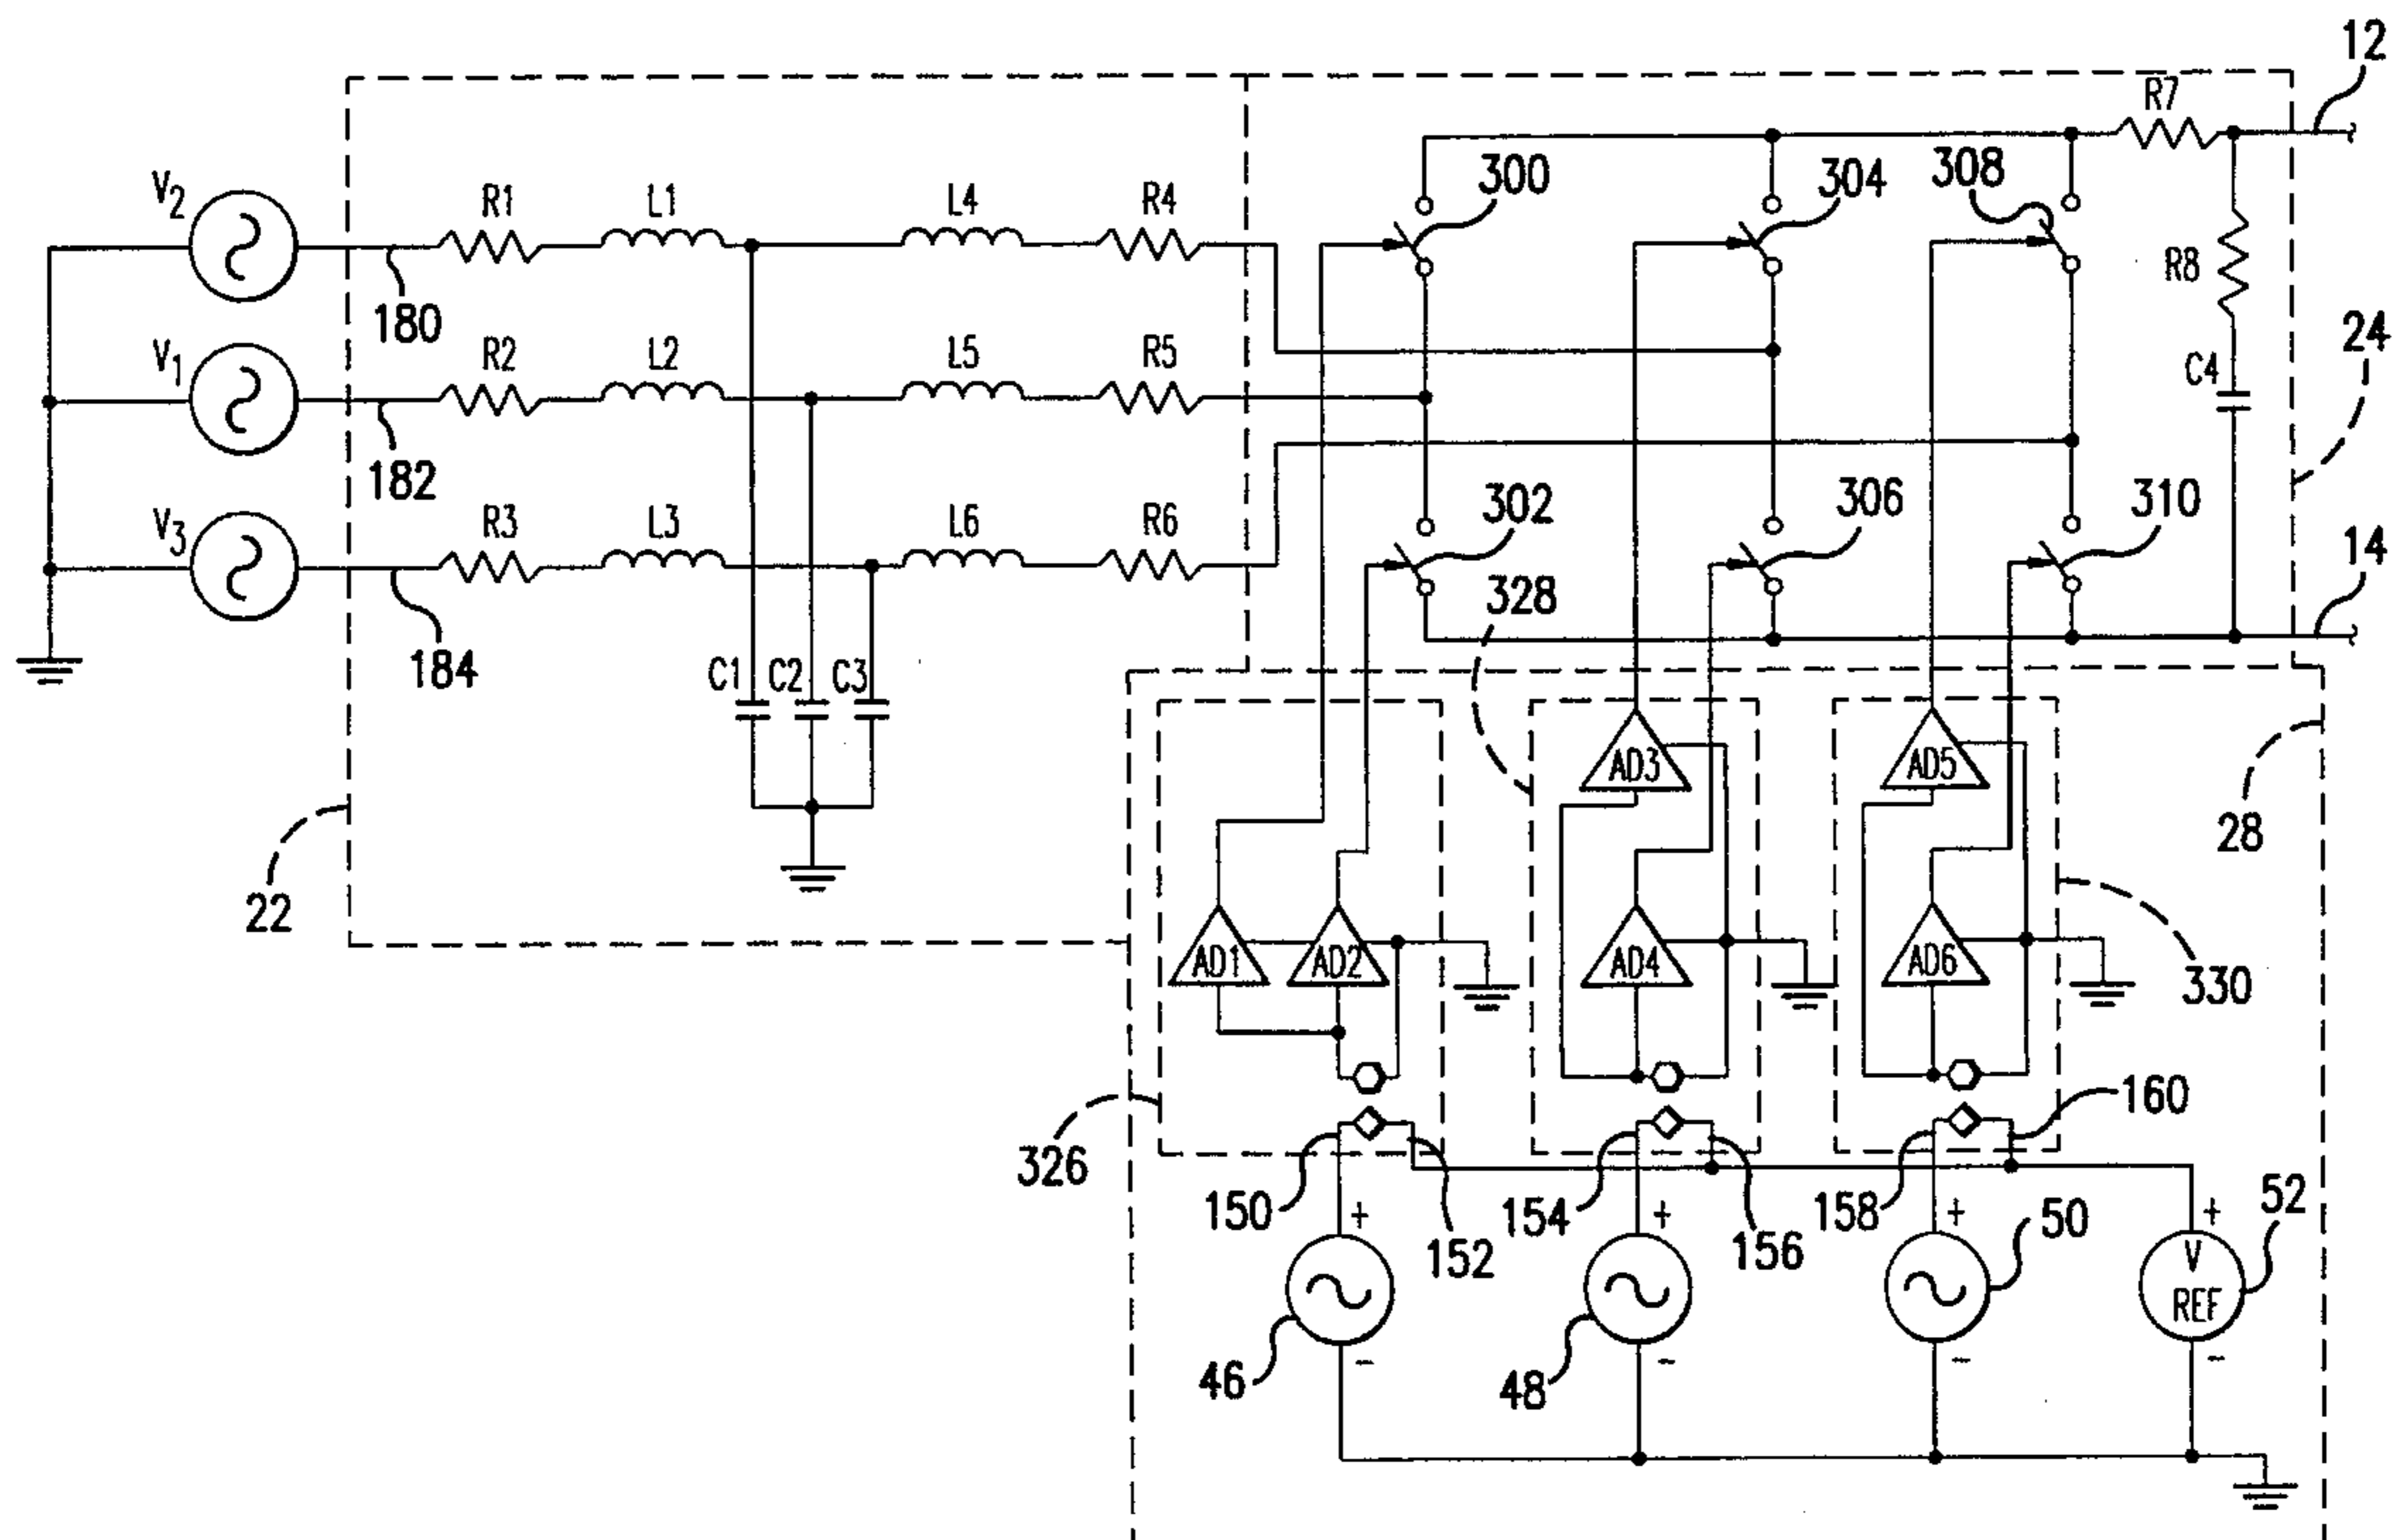 12
R7
V2 R1 L1 L4 R4 300 304 308
R8
180
V1 R2 L2 L5 R5 C4 24
182
V3 R3 L3 L6 R6 302 306 310 14
328
184
C1 C2 C3
AD3 AD5
28
22
AD1 AD2 AD4 AD6
330
160
326
150 152 154 156 158 50 52
+ + + +
V
REF
46 48
- - - -